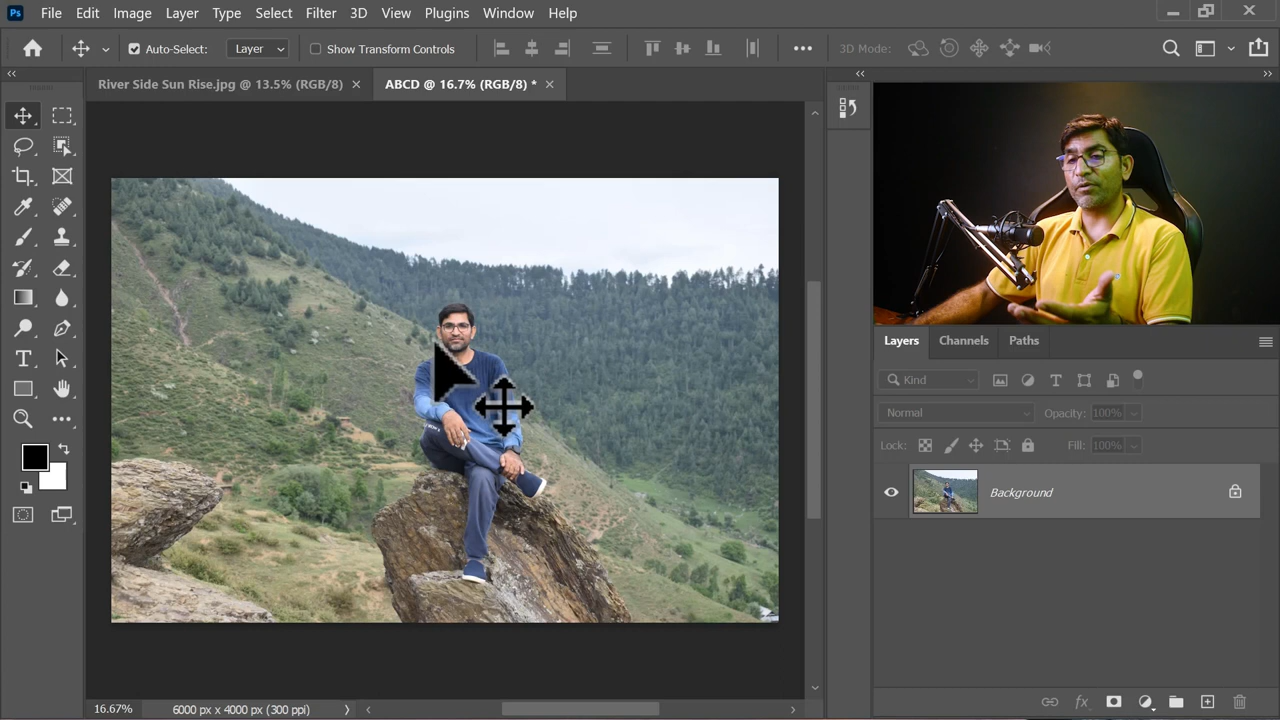 Ps File Edit Image Layer Type Select Filter 3D View Plugins Window Help
Auto-Select: Layer Show Transform Controls 3D Mode:
River Side Sun Rise.jpg @ 13.5% (RGB/8) ABCD @ 16.7% (RGB/8) *
Layers Channels Paths
Kind
Normal Opacity: 100%
Lock: Fill: 100%
Background
16.67% 6000 px x 4000 px (300 ppi)